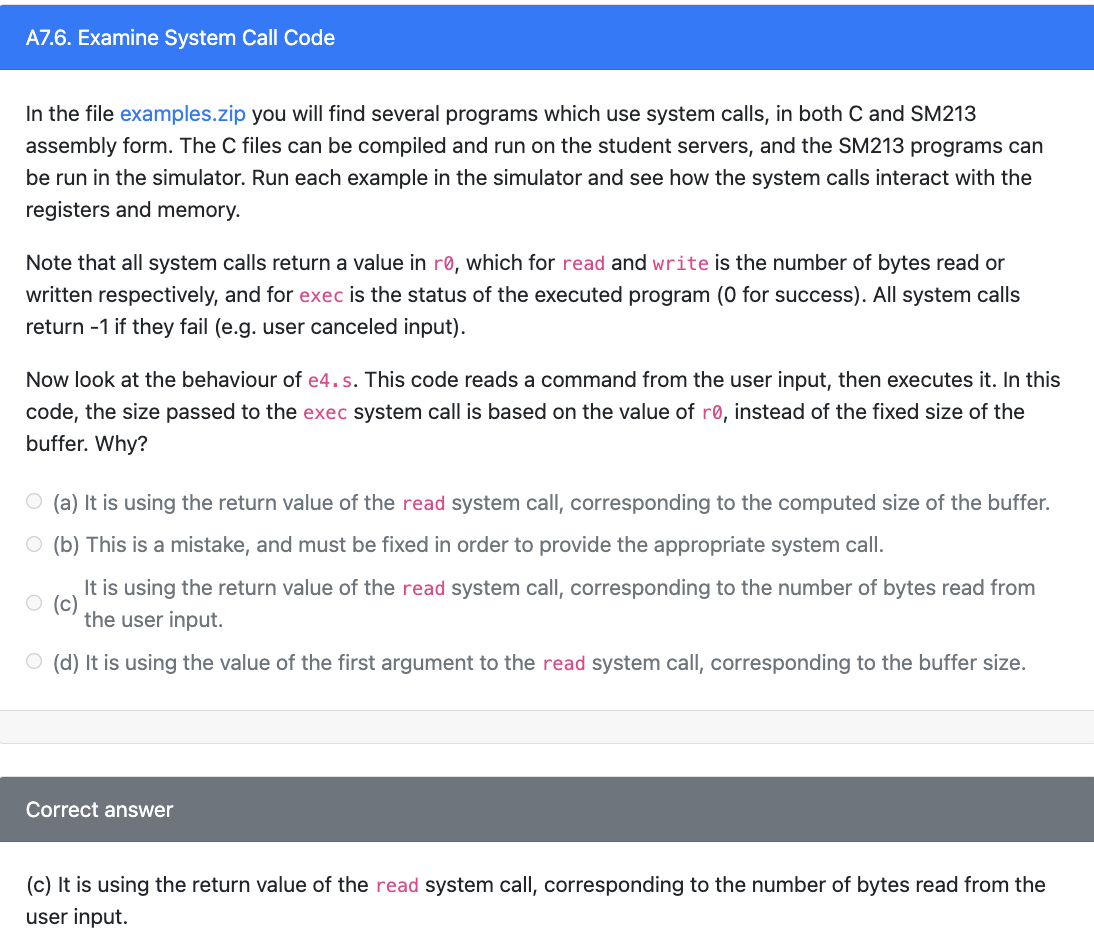 A7.6. Examine System Call Code
In the file examples.zip you will find several programs which use system calls, in both C and SM213
assembly form. The C files can be compiled and run on the student servers, and the SM213 programs can
be run in the simulator. Run each example in the simulator and see how the system calls interact with the
registers and memory.
Note that all system calls return a value in r0, which for read and write is the number of bytes read or
written respectively, and for exec is the status of the executed program (0 for success). All system calls
return -1 if they fail (e.g. user canceled input).
Now look at the behaviour of e4.s. This code reads a command from the user input, then executes it. In this
code, the size passed to the exec system call is based on the value of r0, instead of the fixed size of the
buffer. Why?
(a) It is using the return value of the read system call, corresponding to the computed size of the buffer.
(b) This is a mistake, and must be fixed in order to provide the appropriate system call.
(c) It is using the return value of the read system call, corresponding to the number of bytes read from
the user input.
(d) It is using the value of the first argument to the read system call, corresponding to the buffer size.
Correct answer
(c) It is using the return value of the read system call, corresponding to the number of bytes read from the
user input.